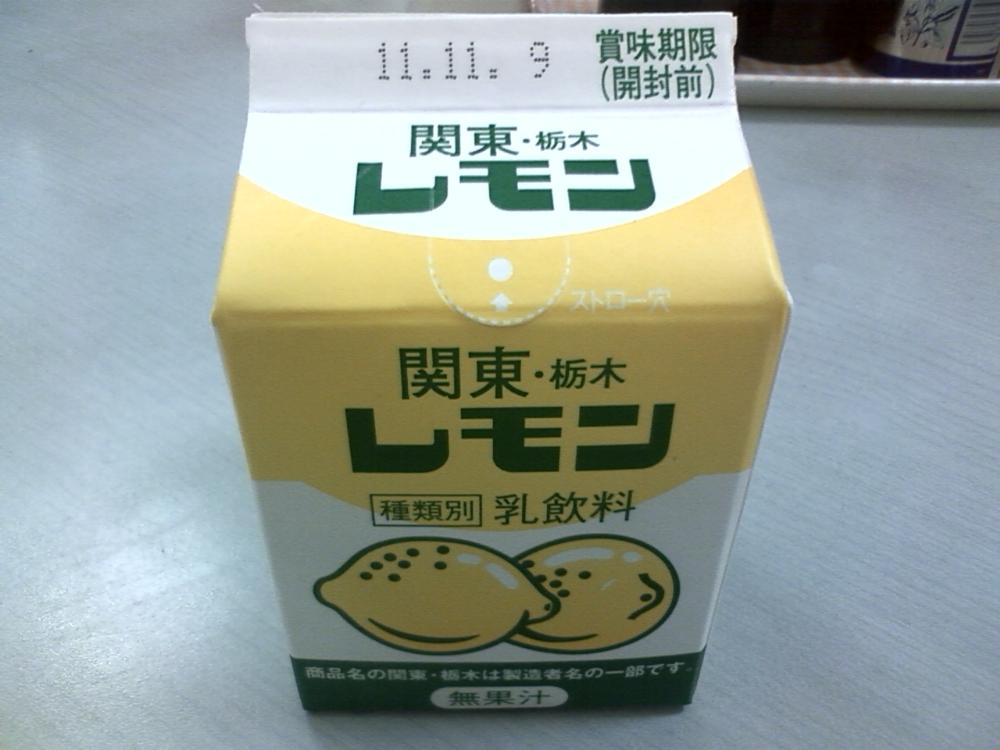 11.11. 9
賞味期限
(開封前)
関東・栃木
レモン
ストロー穴
関東・栃木
レモン
種類別 乳飲料
商品名の関東・栃木は製造者名の一部です。
無果汁